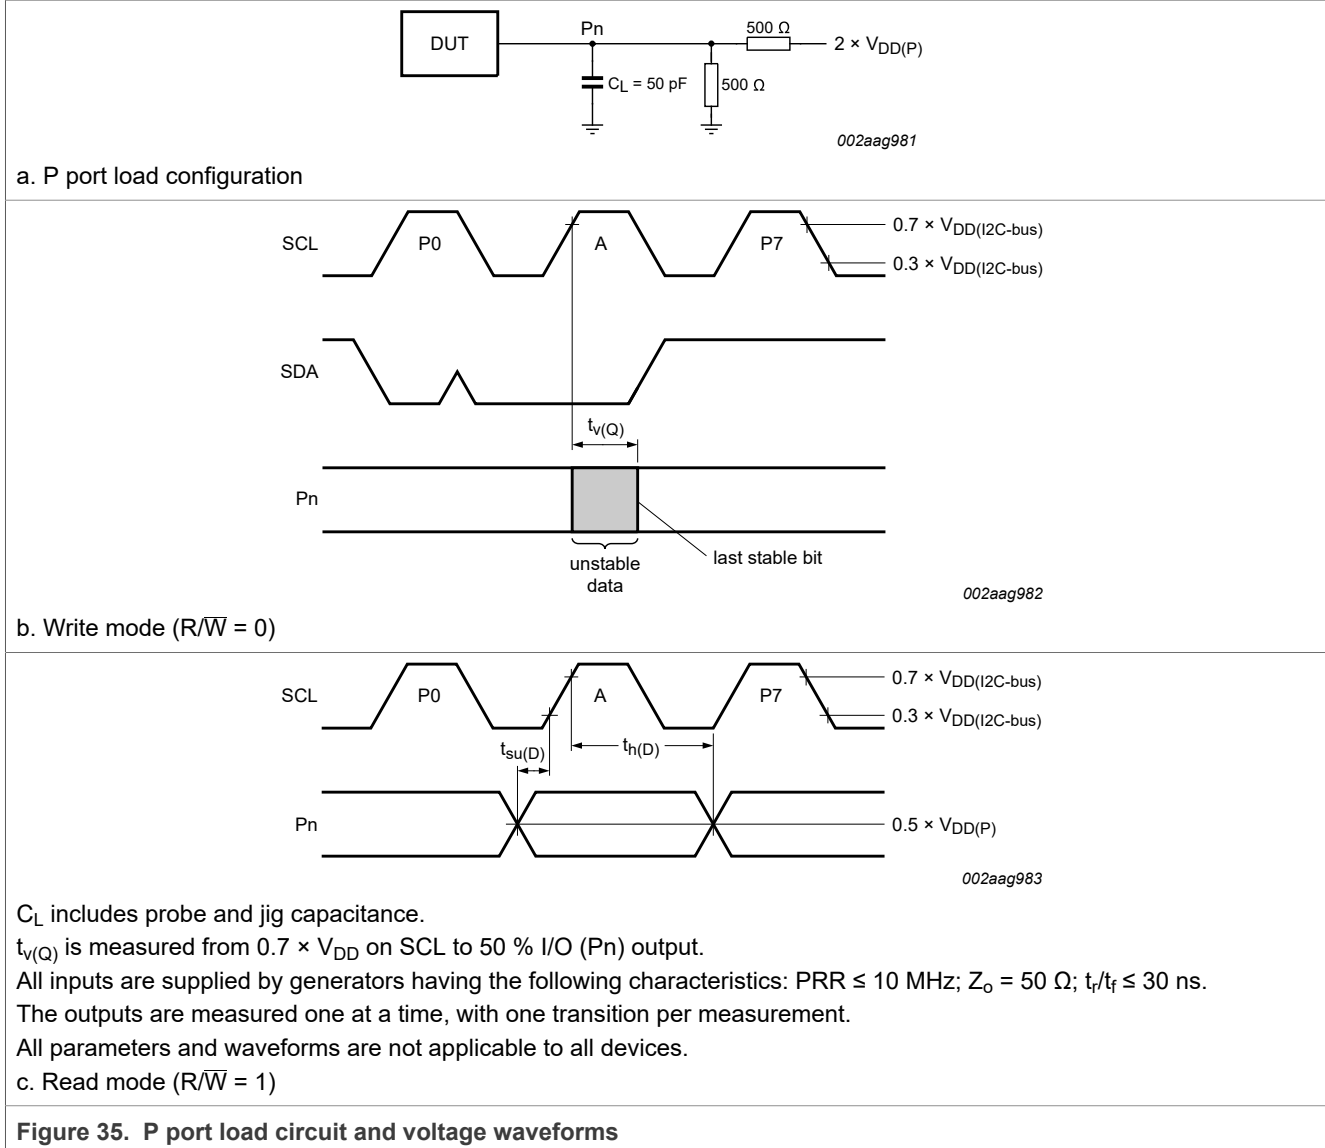 DUT
Pn
500 Ω
2 × VDD(P)
CL = 50 pF
500 Ω
002aag981
a. P port load configuration
SCL
P0
A
P7
0.7 × VDD(I2C-bus)
0.3 × VDD(I2C-bus)
SDA
tv(Q)
Pn
unstable
data
last stable bit
002aag982
b. Write mode (R/W̅ = 0)
SCL
P0
A
P7
0.7 × VDD(I2C-bus)
0.3 × VDD(I2C-bus)
tsu(D)
th(D)
Pn
0.5 × VDD(P)
002aag983
CL includes probe and jig capacitance.
tv(Q) is measured from 0.7 × VDD on SCL to 50 % I/O (Pn) output.
All inputs are supplied by generators having the following characteristics: PRR ≤ 10 MHz; Zo = 50 Ω; tr/tf ≤ 30 ns.
The outputs are measured one at a time, with one transition per measurement.
All parameters and waveforms are not applicable to all devices.
c. Read mode (R/W̅ = 1)
Figure 35. P port load circuit and voltage waveforms